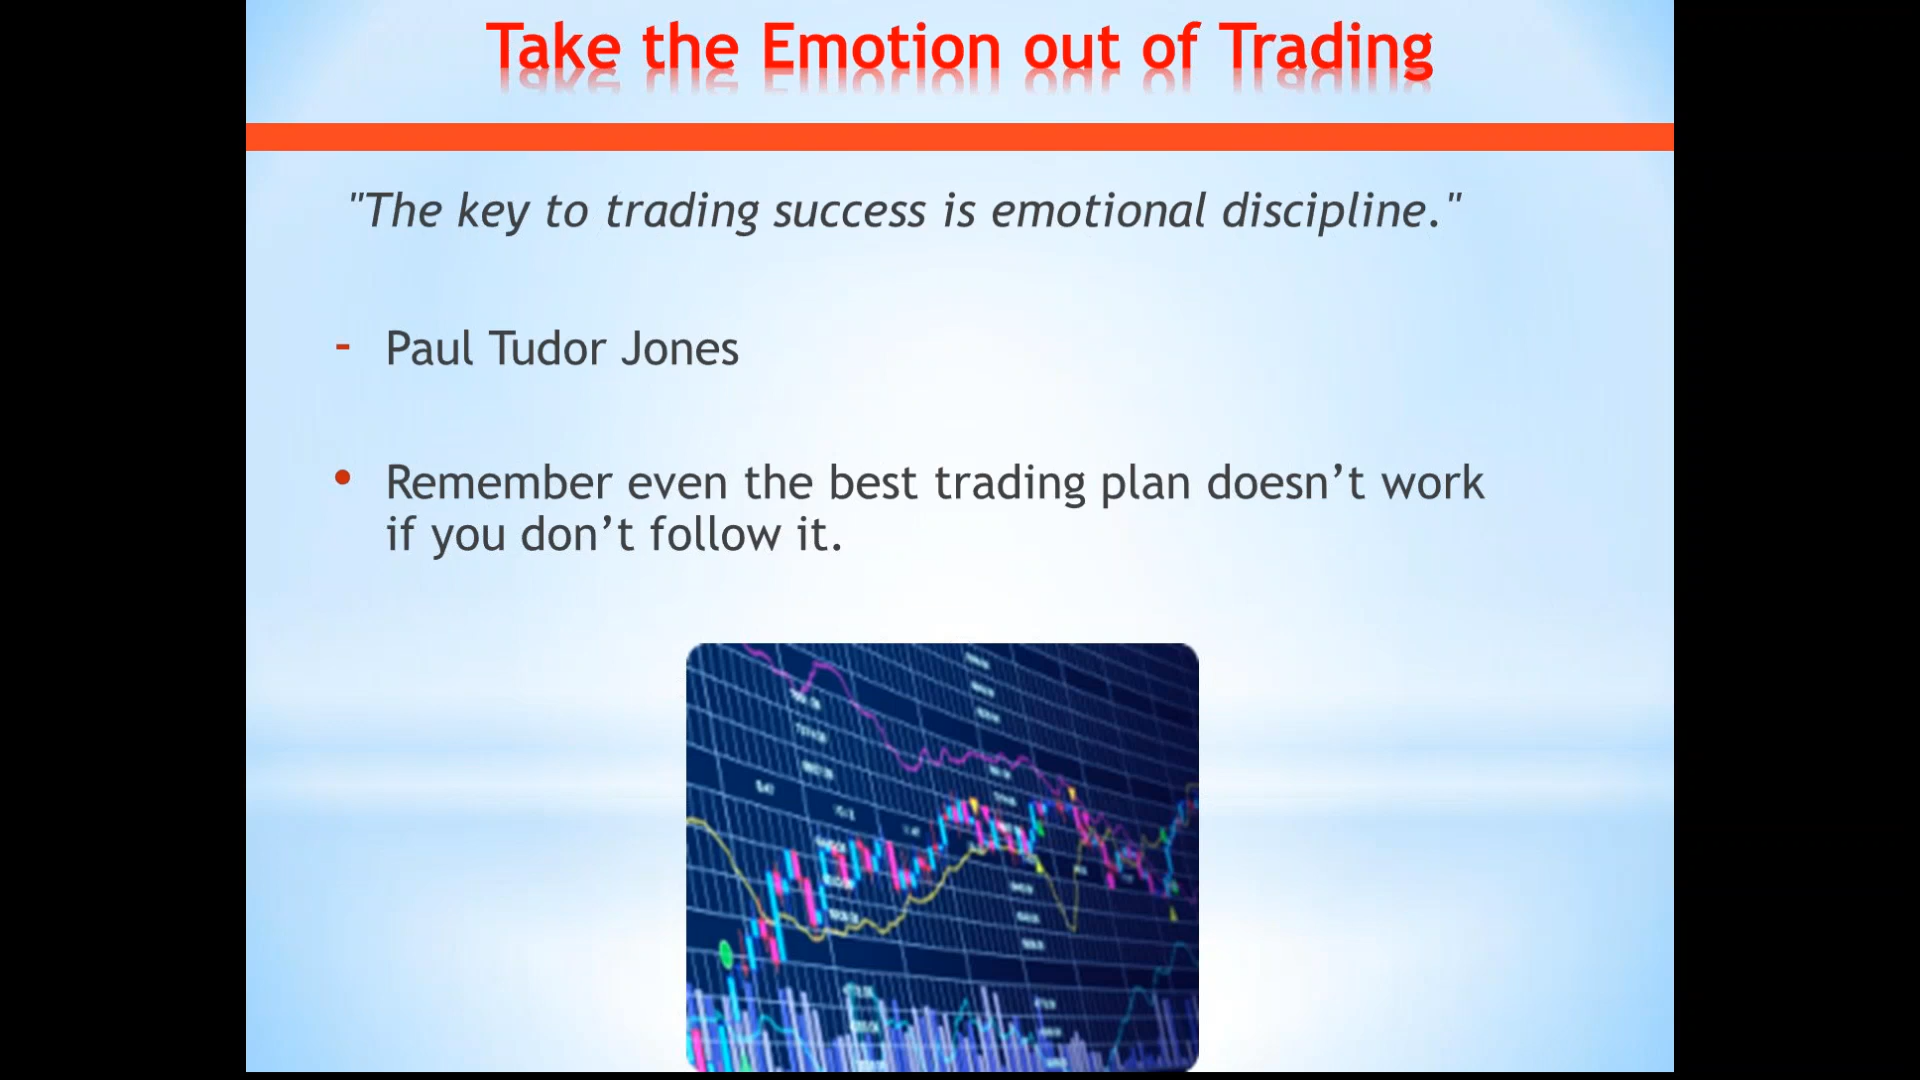 Take the Emotion out of Trading
"The key to trading success is emotional discipline."
- Paul Tudor Jones
• Remember even the best trading plan doesn’t work
if you don’t follow it.